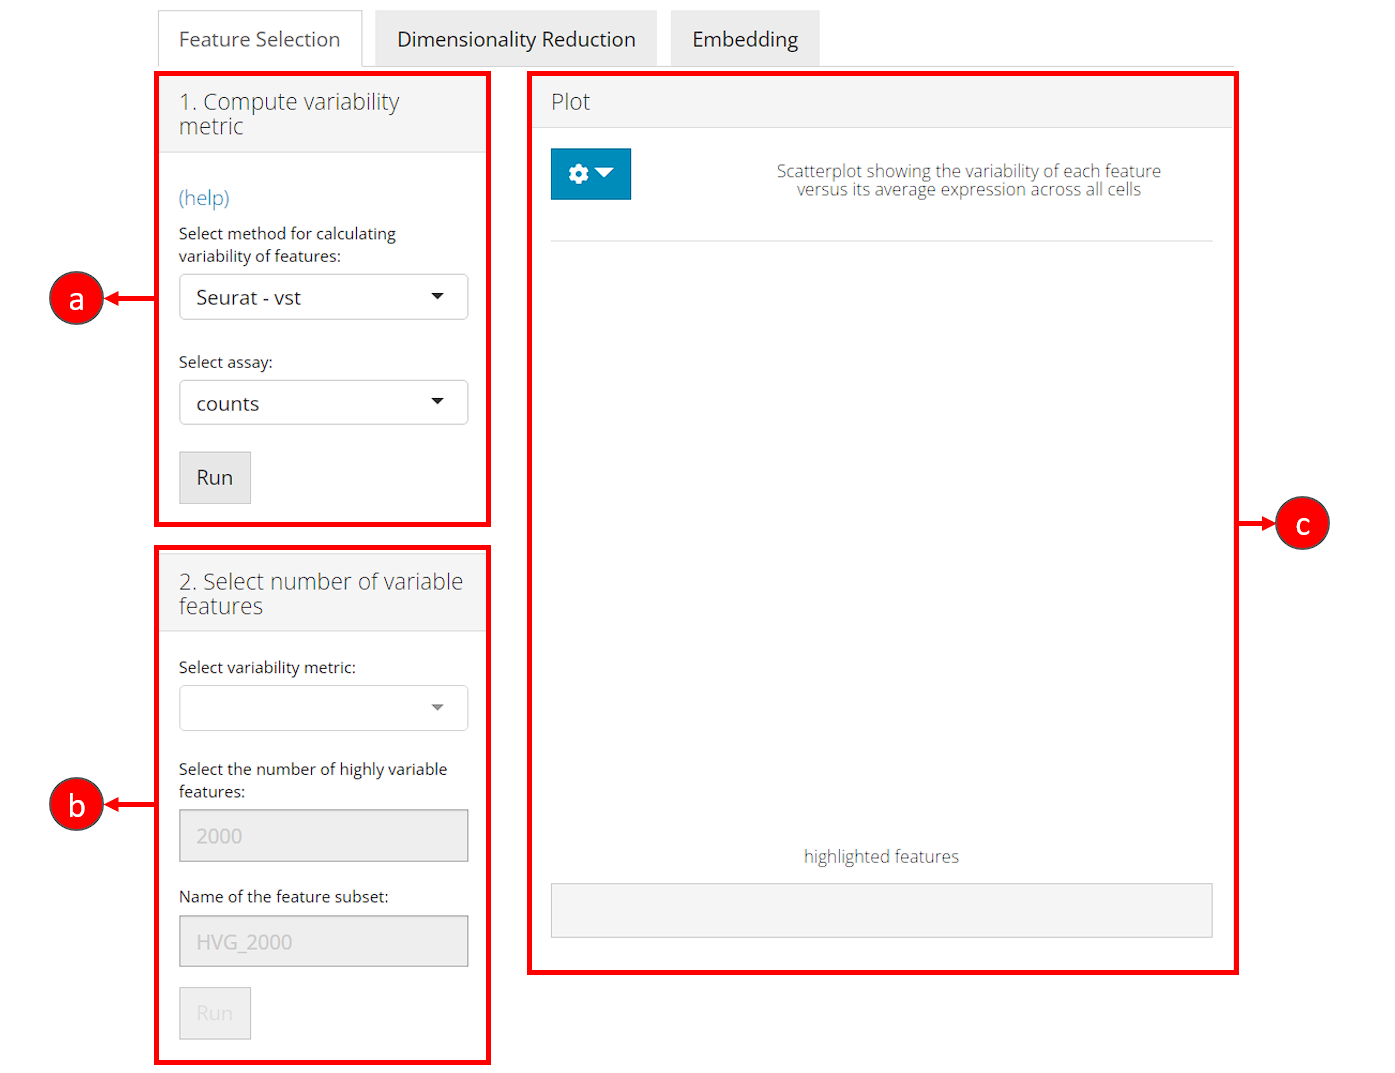 Feature Selection
Dimensionality Reduction
Embedding
1. Compute variability
metric
(help)
Select method for calculating
variability of features:
Seurat - vst
Select assay:
counts
Run
a
2. Select number of variable
features
Select variability metric:
Select the number of highly variable
features:
2000
Name of the feature subset:
HVG_2000
Run
b
Plot
Scatterplot showing the variability of each feature
versus its average expression across all cells
highlighted features
c